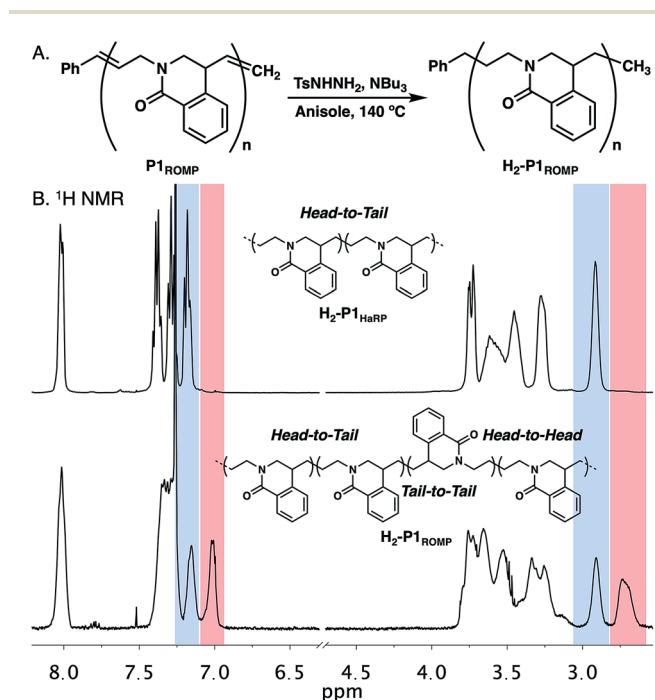 A.
Ph
N
O
CH₂
n
P1ROMP
TsNHNH₂, NBu₃
Anisole, 140 ºC
Ph
N
O
CH₃
n
H₂-P1ROMP
B. ¹H NMR
Head-to-Tail
N
O
N
O
H₂-P1HaRP
Head-to-Tail
O
Head-to-Head
N
O
N
O
N
Tail-to-Tail
N
O
H₂-P1ROMP
8.0 7.5 7.0 6.5 4.5 4.0 3.5 3.0
ppm